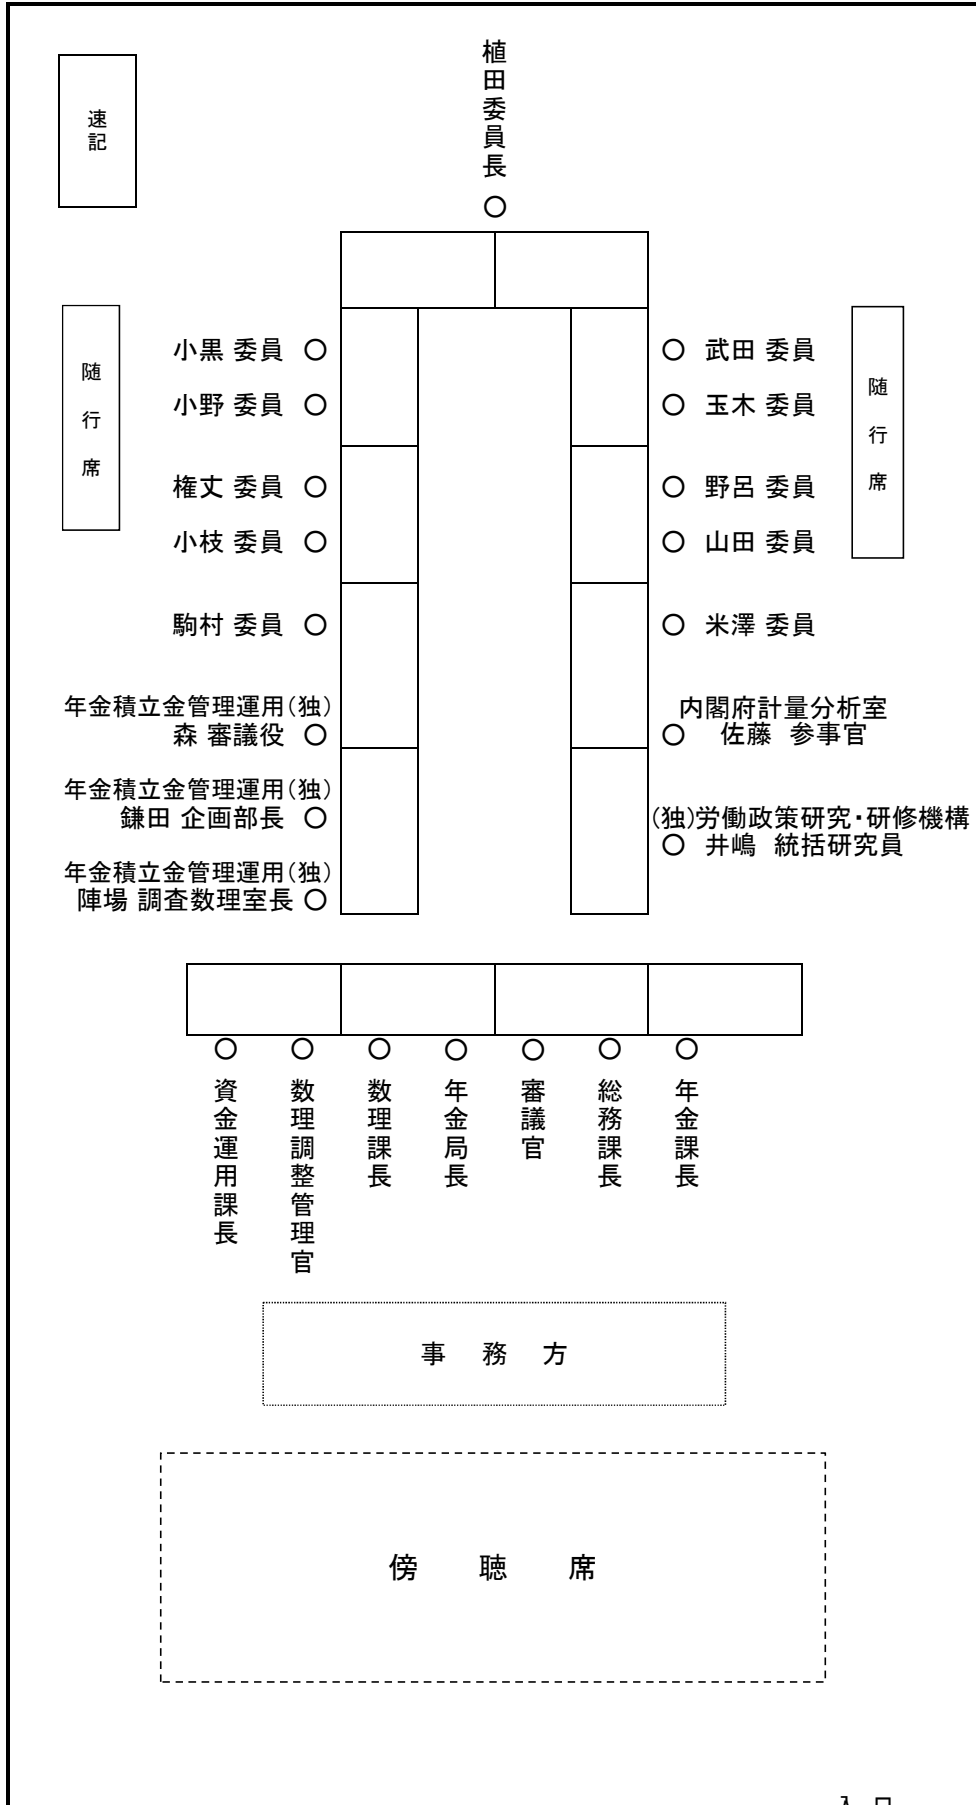 植田委員長
速記
随行席
小黒 委員
小野 委員
権丈 委員
小枝 委員
駒村 委員
年金積立金管理運用（独）
森 審議役
年金積立金管理運用（独）
鎌田 企画部長
年金積立金管理運用（独）
陣場 調査数理室長
武田 委員
玉木 委員
野呂 委員
山田 委員
米澤 委員
内閣府計量分析室
佐藤 参事官
（独）労働政策研究・研修機構
井嶋 統括研究員
随行席
資金運用課長
数理調整管理官
数理課長
年金局長
審議官
総務課長
年金課長
事務方
傍聴席